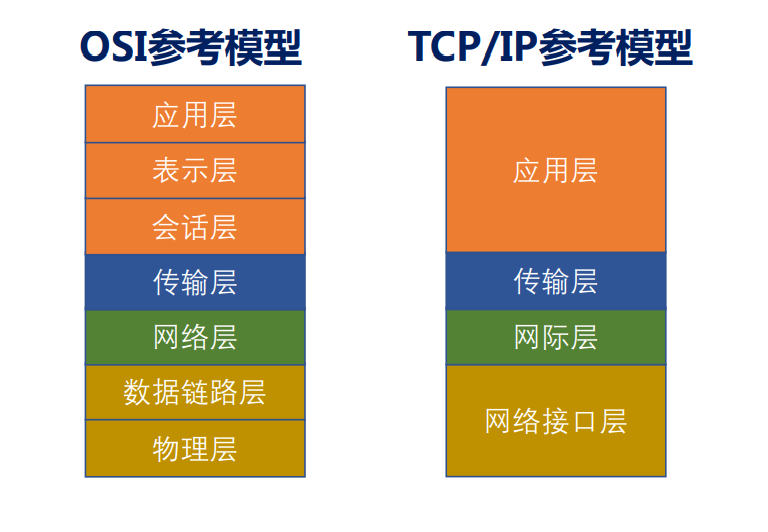 OSI参考模型
应用层
表示层
会话层
传输层
网络层
数据链路层
物理层
TCP/IP参考模型
应用层
传输层
网际层
网络接口层